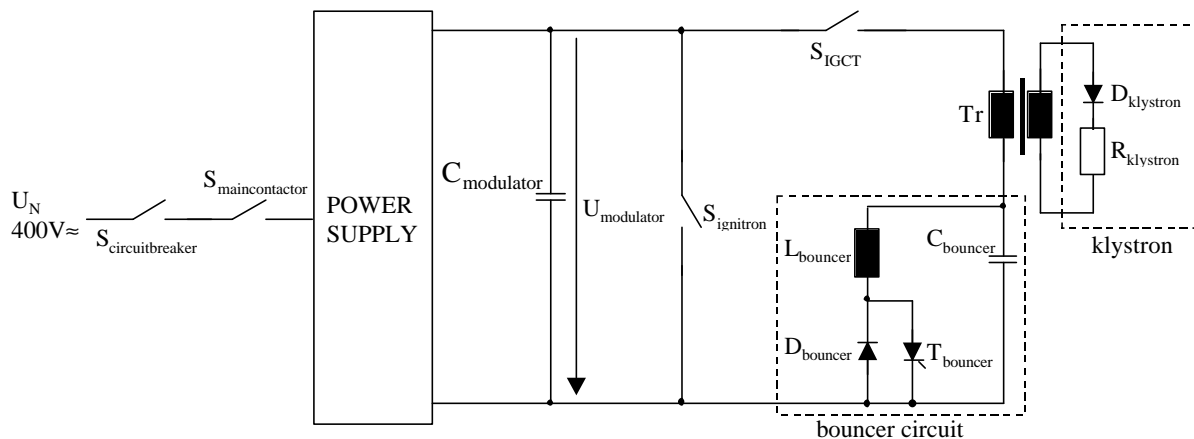 U_N
400V≈
S_circuitbreaker
S_maincontactor
POWER
SUPPLY
C_modulator
U_modulator
S_ignitron
S_IGCT
Tr
D_klystron
R_klystron
klystron
L_bouncer
C_bouncer
D_bouncer
T_bouncer
bouncer circuit